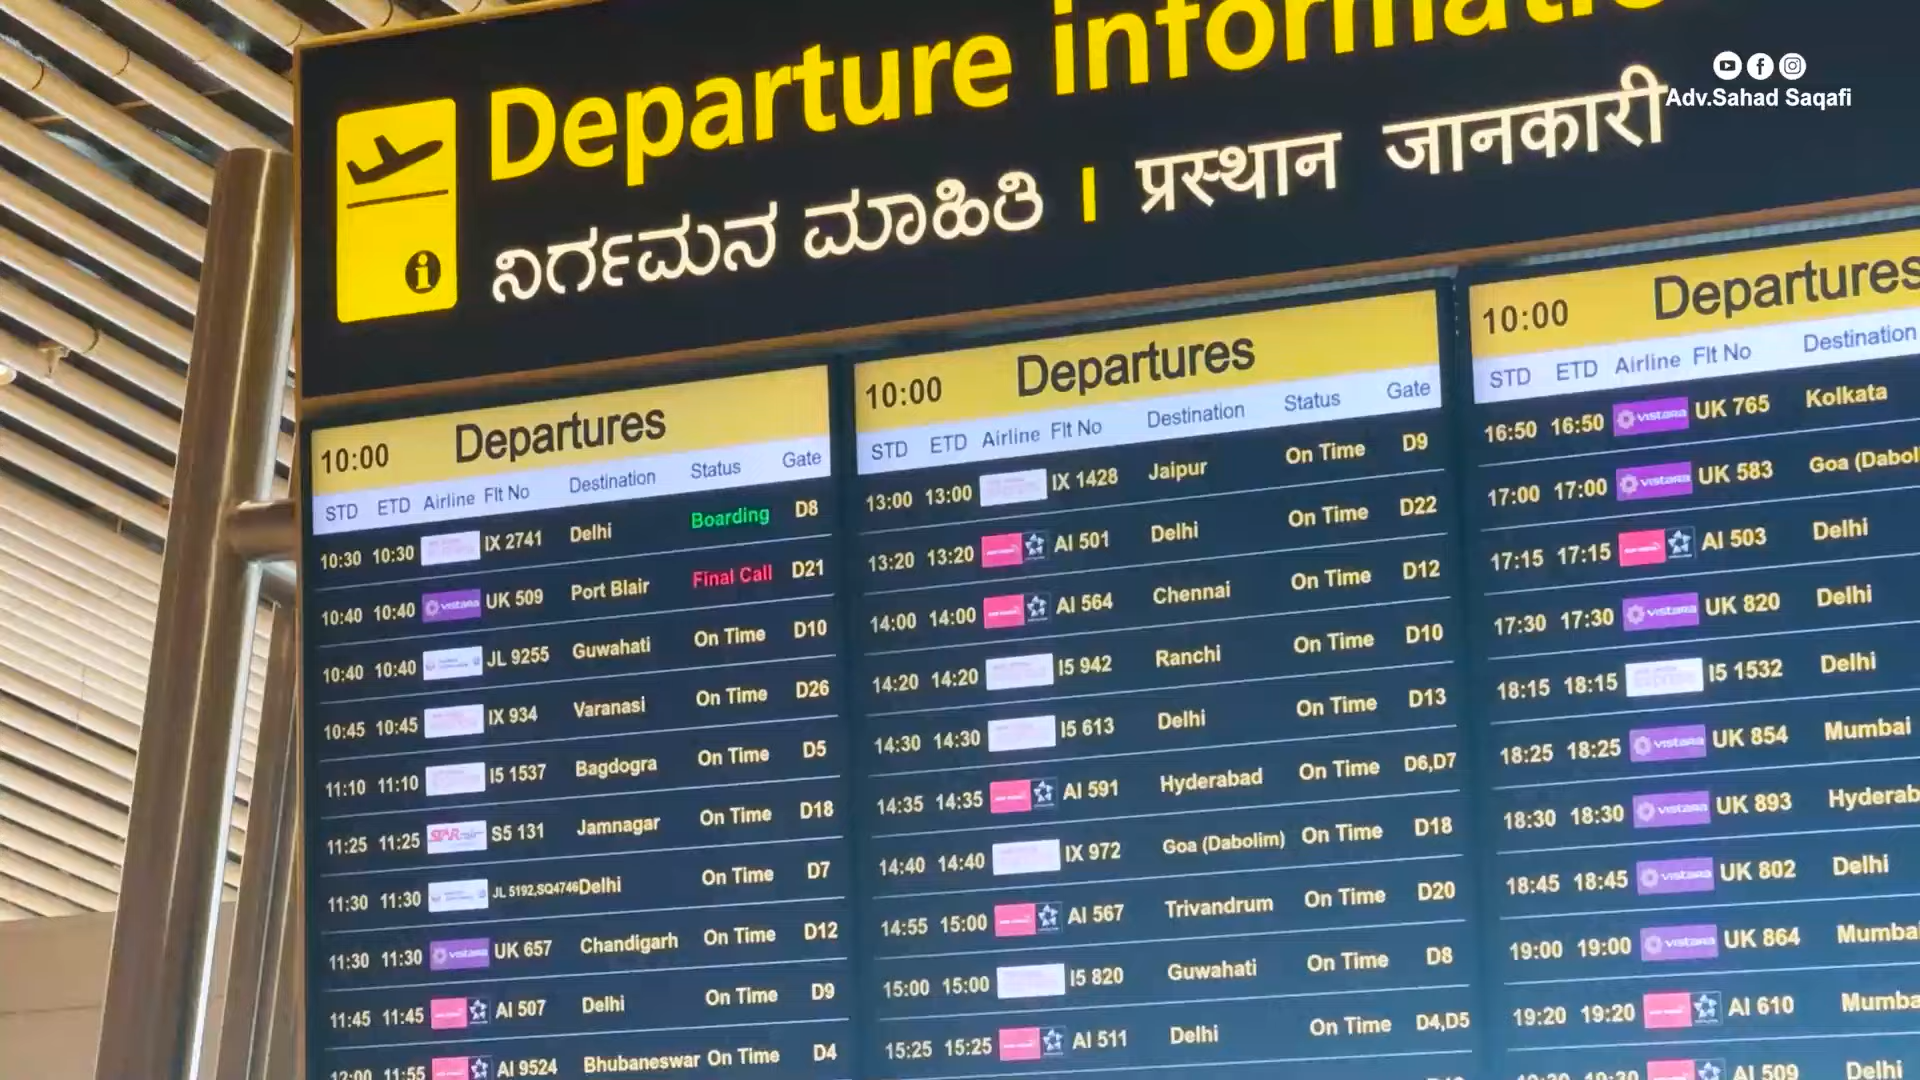 Departure informatio
Adv.Sahad Saqafi
ನಿರ್ಗಮನ ಮಾಹಿತಿ | प्रस्थान जानकारी
10:00 Departures
STD ETD Airline Flt No Destination Status Gate
10:30 10:30 IX 2741 Delhi Boarding D8
10:40 10:40 vistara UK 509 Port Blair Final Call D21
10:40 10:40 JL 9255 Guwahati On Time D10
10:45 10:45 IX 934 Varanasi On Time D26
11:10 11:10 I5 1537 Bagdogra On Time D5
11:25 11:25 STAR air S5 131 Jamnagar On Time D18
11:30 11:30 JL 5192,SQ4746 Delhi On Time D7
11:30 11:30 vistara UK 657 Chandigarh On Time D12
11:45 11:45 AI 507 Delhi On Time D9
12:00 11:55 AI 9524 Bhubaneswar On Time D4
10:00 Departures
STD ETD Airline Flt No Destination Status Gate
13:00 13:00 IX 1428 Jaipur On Time D9
13:20 13:20 AI 501 Delhi On Time D22
14:00 14:00 AI 564 Chennai On Time D12
14:20 14:20 I5 942 Ranchi On Time D10
14:30 14:30 I5 613 Delhi On Time D13
14:35 14:35 AI 591 Hyderabad On Time D6,D7
14:40 14:40 IX 972 Goa (Dabolim) On Time D18
14:55 15:00 AI 567 Trivandrum On Time D20
15:00 15:00 I5 820 Guwahati On Time D8
15:25 15:25 AI 511 Delhi On Time D4,D5
10:00 Departures
STD ETD Airline Flt No Destination
16:50 16:50 vistara UK 765 Kolkata
17:00 17:00 vistara UK 583 Goa (Dabol
17:15 17:15 AI 503 Delhi
17:30 17:30 vistara UK 820 Delhi
18:15 18:15 I5 1532 Delhi
18:25 18:25 vistara UK 854 Mumbai
18:30 18:30 vistara UK 893 Hyderab
18:45 18:45 vistara UK 802 Delhi
19:00 19:00 vistara UK 864 Mumba
19:20 19:20 AI 610 Mumba
AI 509 Delhi